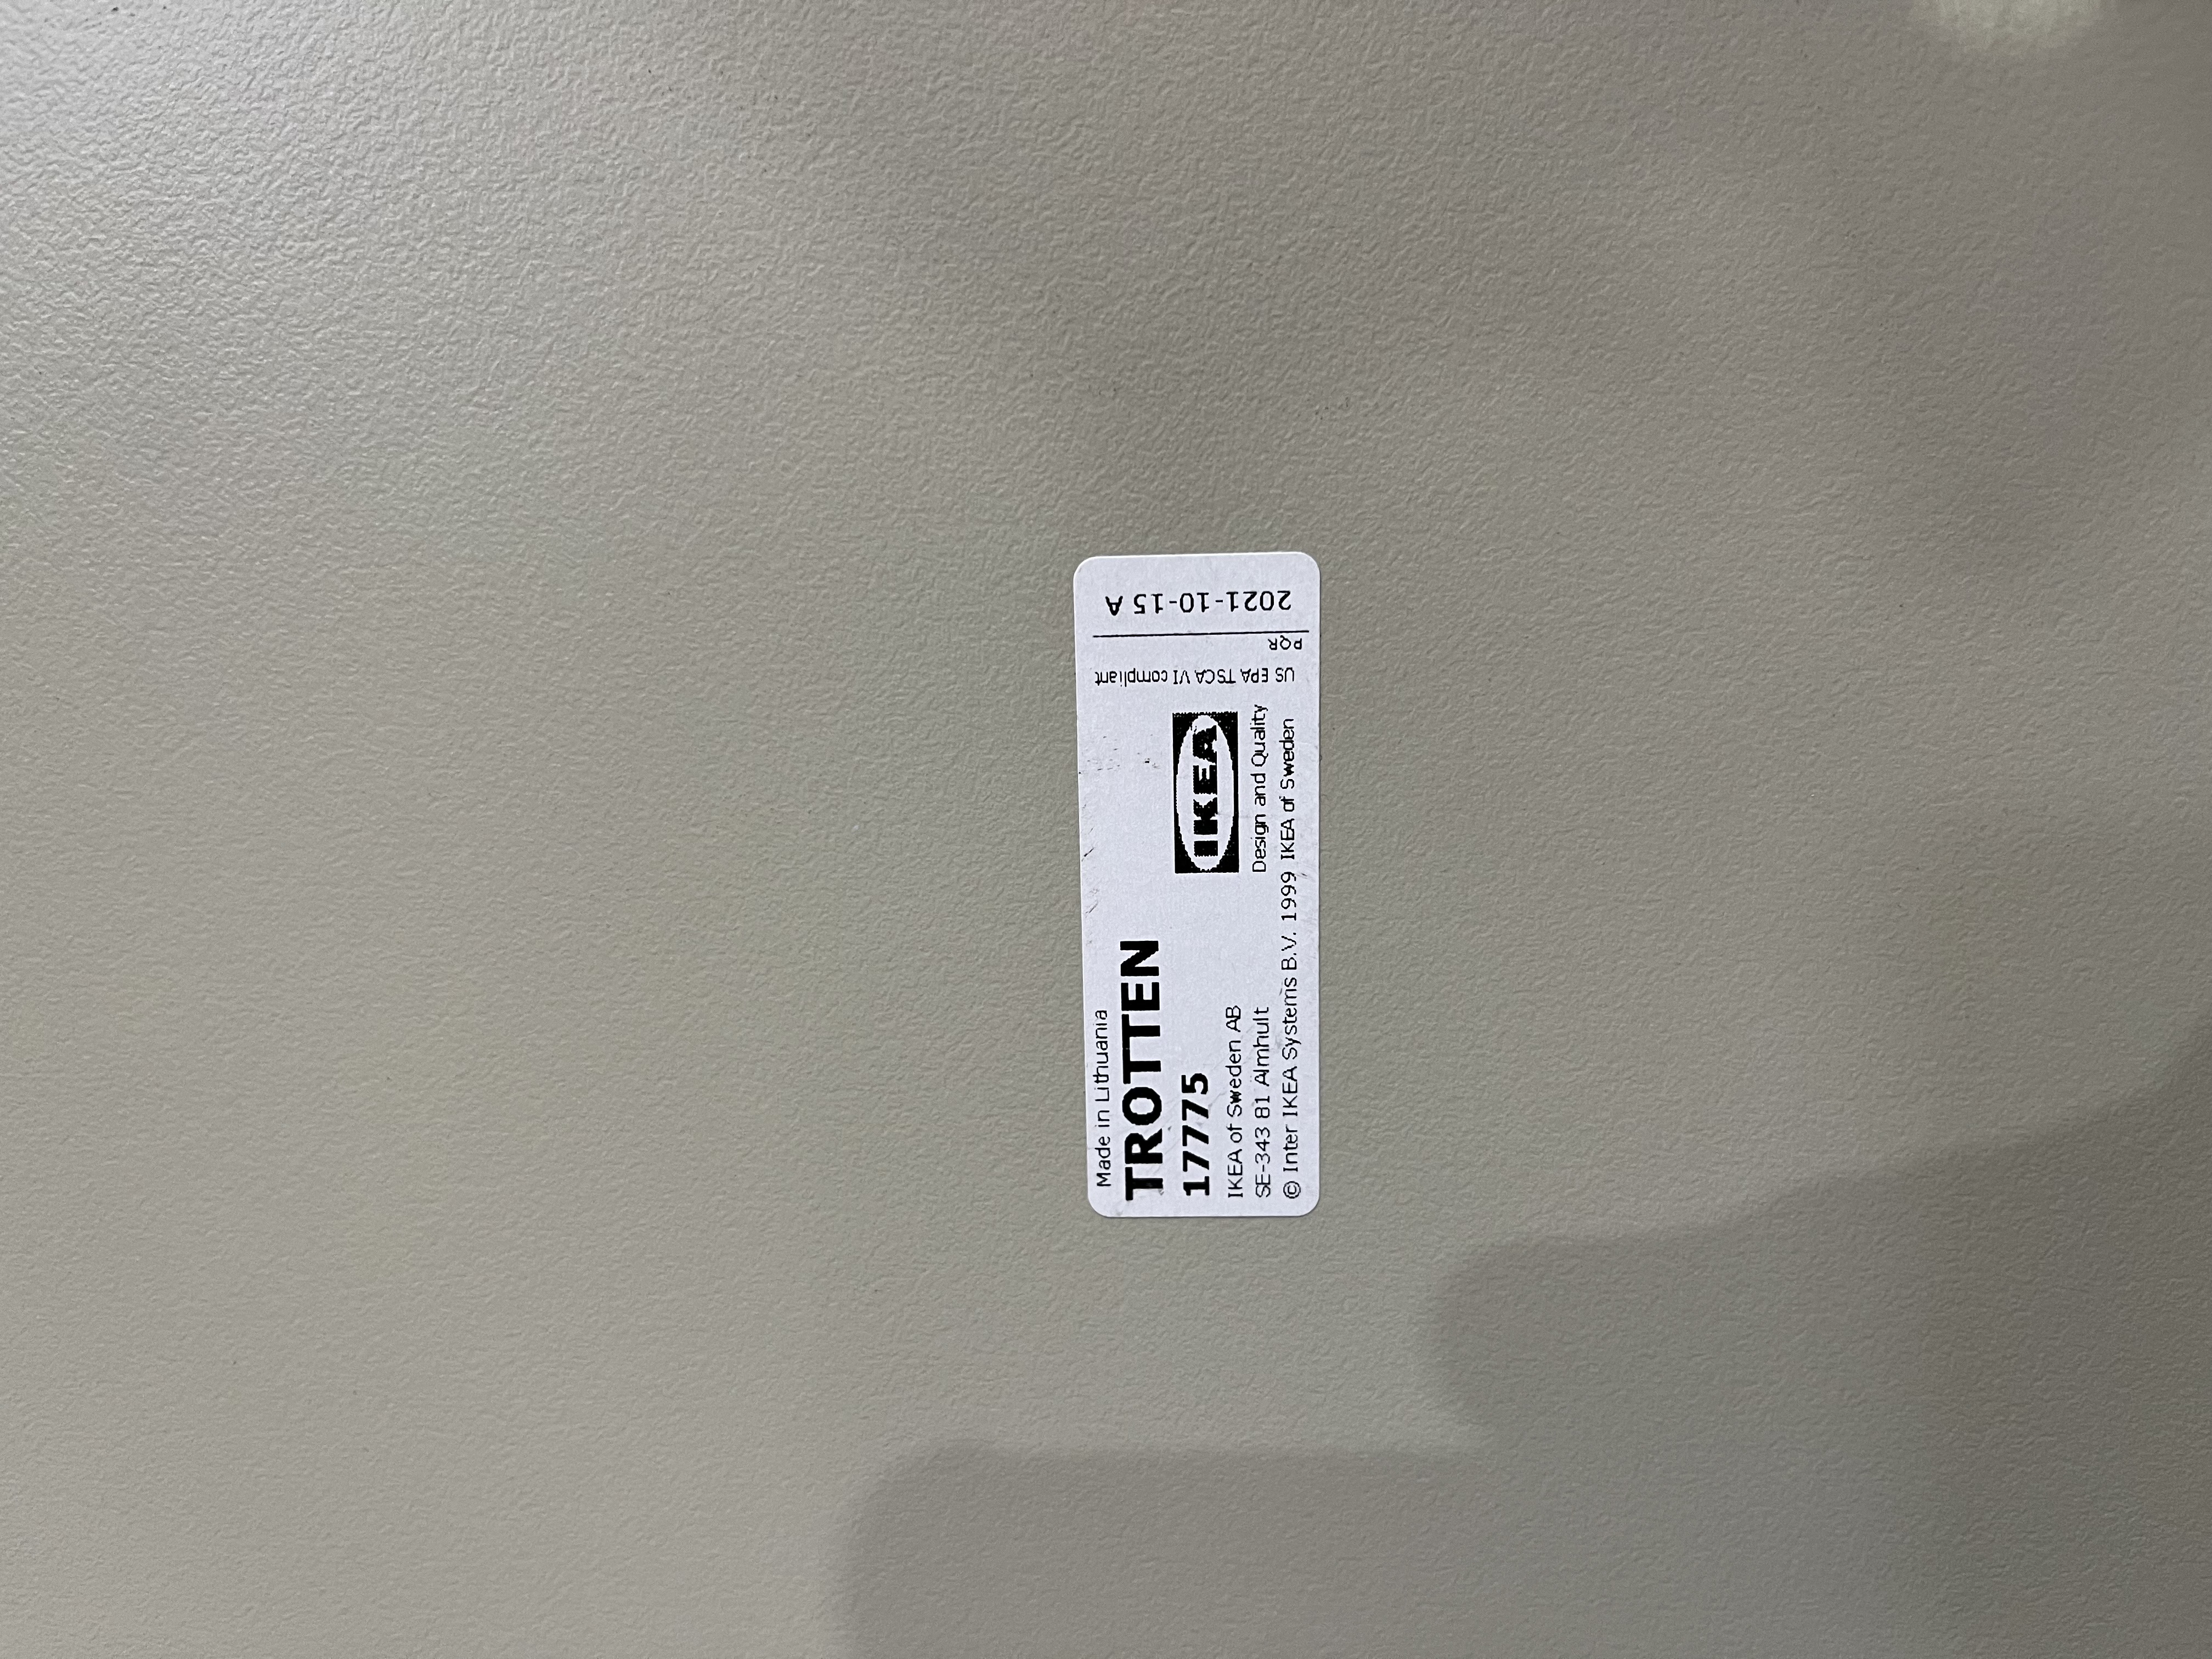 Made in Lithuania
TROTTEN
17775
IKEA of Sweden AB
SE-343 81 Älmhult
© Inter IKEA Systems B.V. 1999 IKEA of Sweden
IKEA
Design and Quality
US EPA TSCA VI compliant
PQR
2021-10-15 A